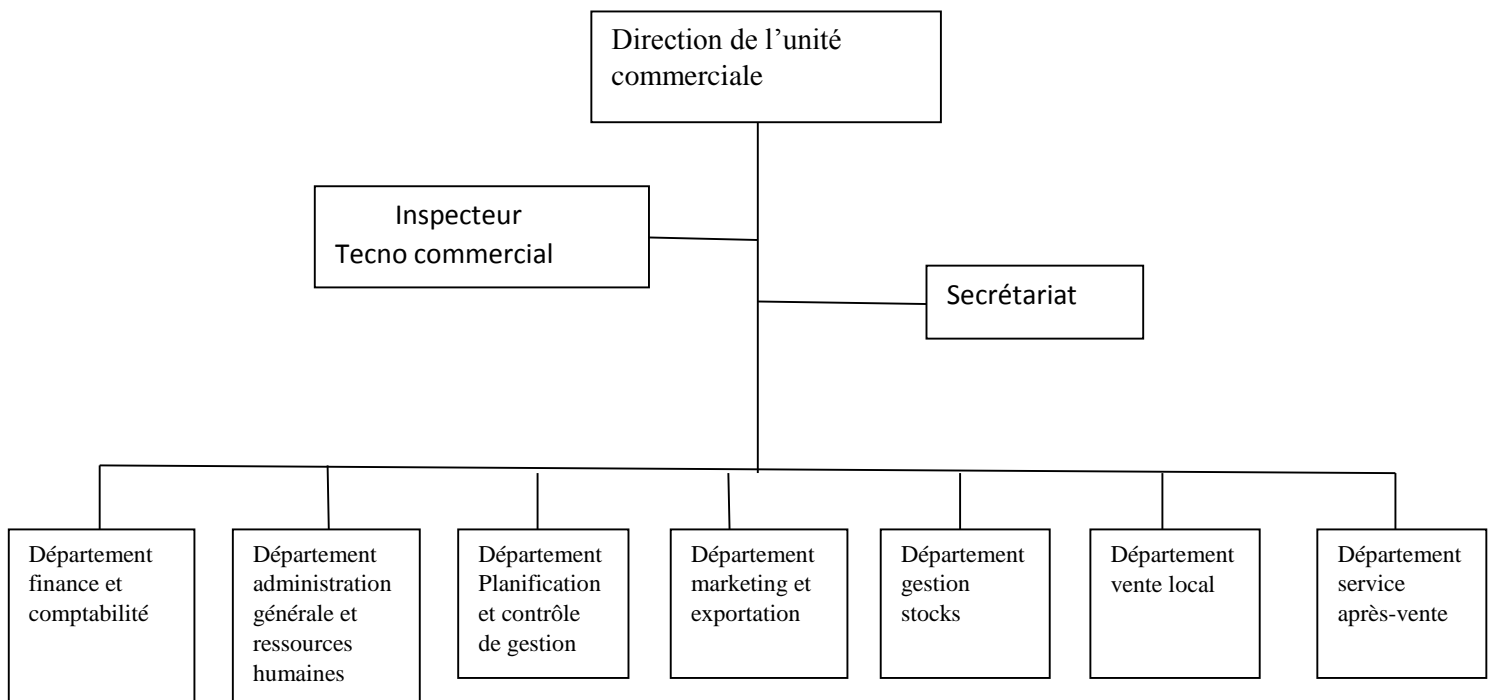 Direction de l’unité
commerciale
Inspecteur
Tecno commercial
Secrétariat
Département
finance et
comptabilité
Département
administration
générale et
ressources
humaines
Département
Planification
et contrôle
de gestion
Département
marketing et
exportation
Département
gestion
stocks
Département
vente local
Département
service
après-vente